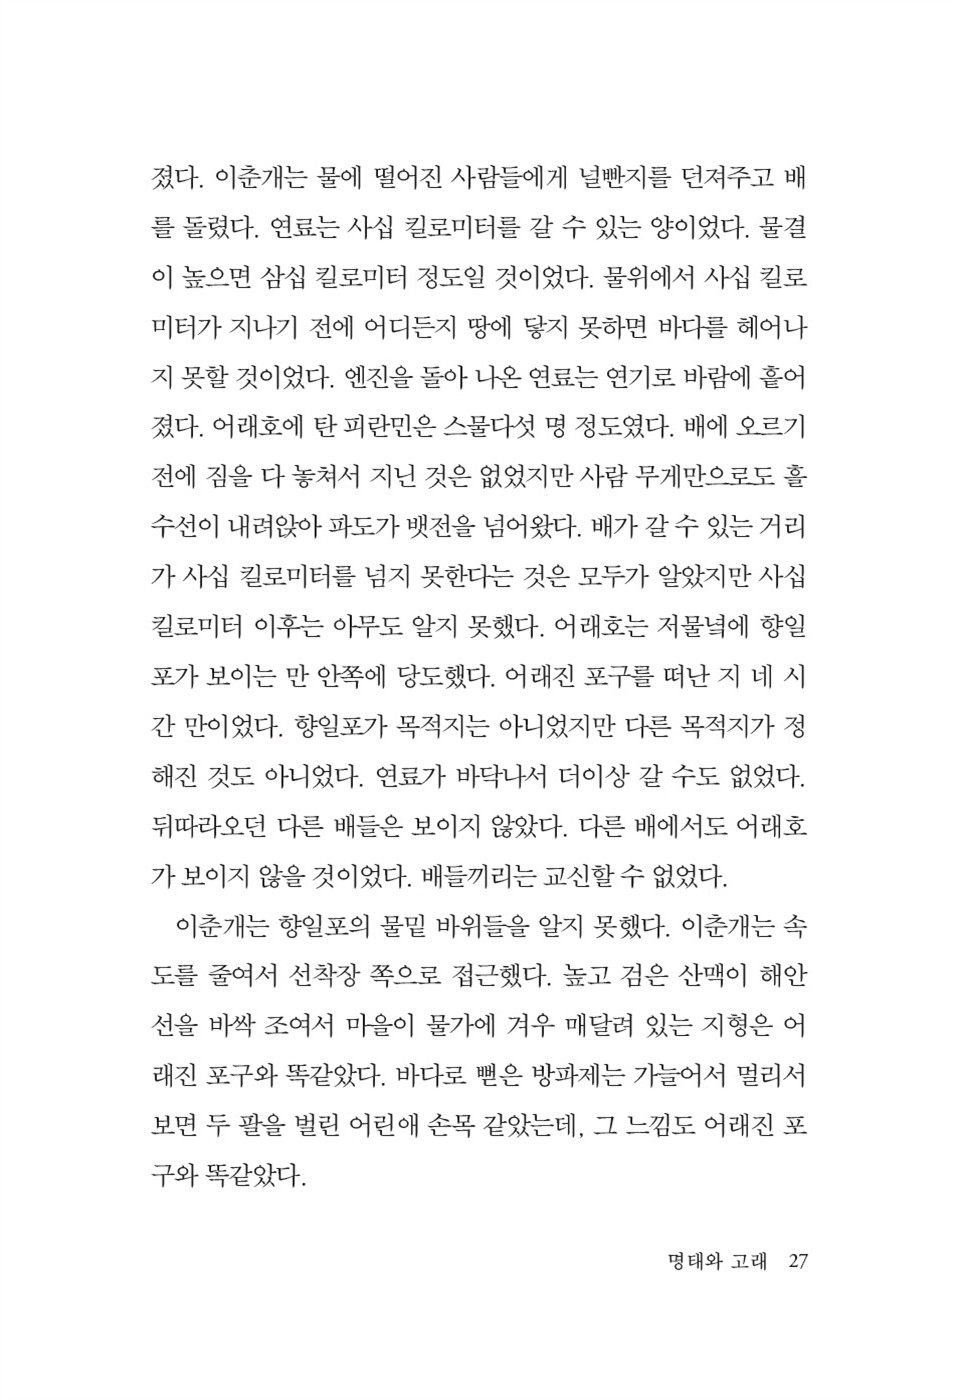 졌다. 이춘개는 물에 떨어진 사람들에게 널빤지를 던져주고 배
를 돌렸다. 연료는 사십 킬로미터를 갈 수 있는 양이었다. 물결
이 높으면 삼십 킬로미터 정도일 것이었다. 물위에서 사십 킬로
미터가 지나기 전에 어디든지 땅에 닿지 못하면 바다를 헤어나
지 못할 것이었다. 엔진을 돌아 나온 연료는 연기로 바람에 흩어
졌다. 어래호에 탄 피란민은 스물다섯 명 정도였다. 배에 오르기
전에 짐을 다 놓쳐서 지닌 것은 없었지만 사람 무게만으로도 흘
수선이 내려앉아 파도가 뱃전을 넘어왔다. 배가 갈 수 있는 거리
가 사십 킬로미터를 넘지 못한다는 것은 모두가 알았지만 사십
킬로미터 이후는 아무도 알지 못했다. 어래호는 저물녘에 향일
포가 보이는 만 안쪽에 당도했다. 어래진 포구를 떠난 지 네 시
간 만이었다. 향일포가 목적지는 아니었지만 다른 목적지가 정
해진 것도 아니었다. 연료가 바닥나서 더이상 갈 수도 없었다.
뒤따라오던 다른 배들은 보이지 않았다. 다른 배에서도 어래호
가 보이지 않을 것이었다. 배들끼리는 교신할 수 없었다.
이춘개는 향일포의 물밑 바위들을 알지 못했다. 이춘개는 속
도를 줄여서 선착장 쪽으로 접근했다. 높고 검은 산맥이 해안
선을 바싹 조여서 마을이 물가에 겨우 매달려 있는 지형은 어
래진 포구와 똑같았다. 바다로 뻗은 방파제는 가늘어서 멀리서
보면 두 팔을 벌린 어린애 손목 같았는데, 그 느낌도 어래진 포
구와 똑같았다.
명태와 고래 27